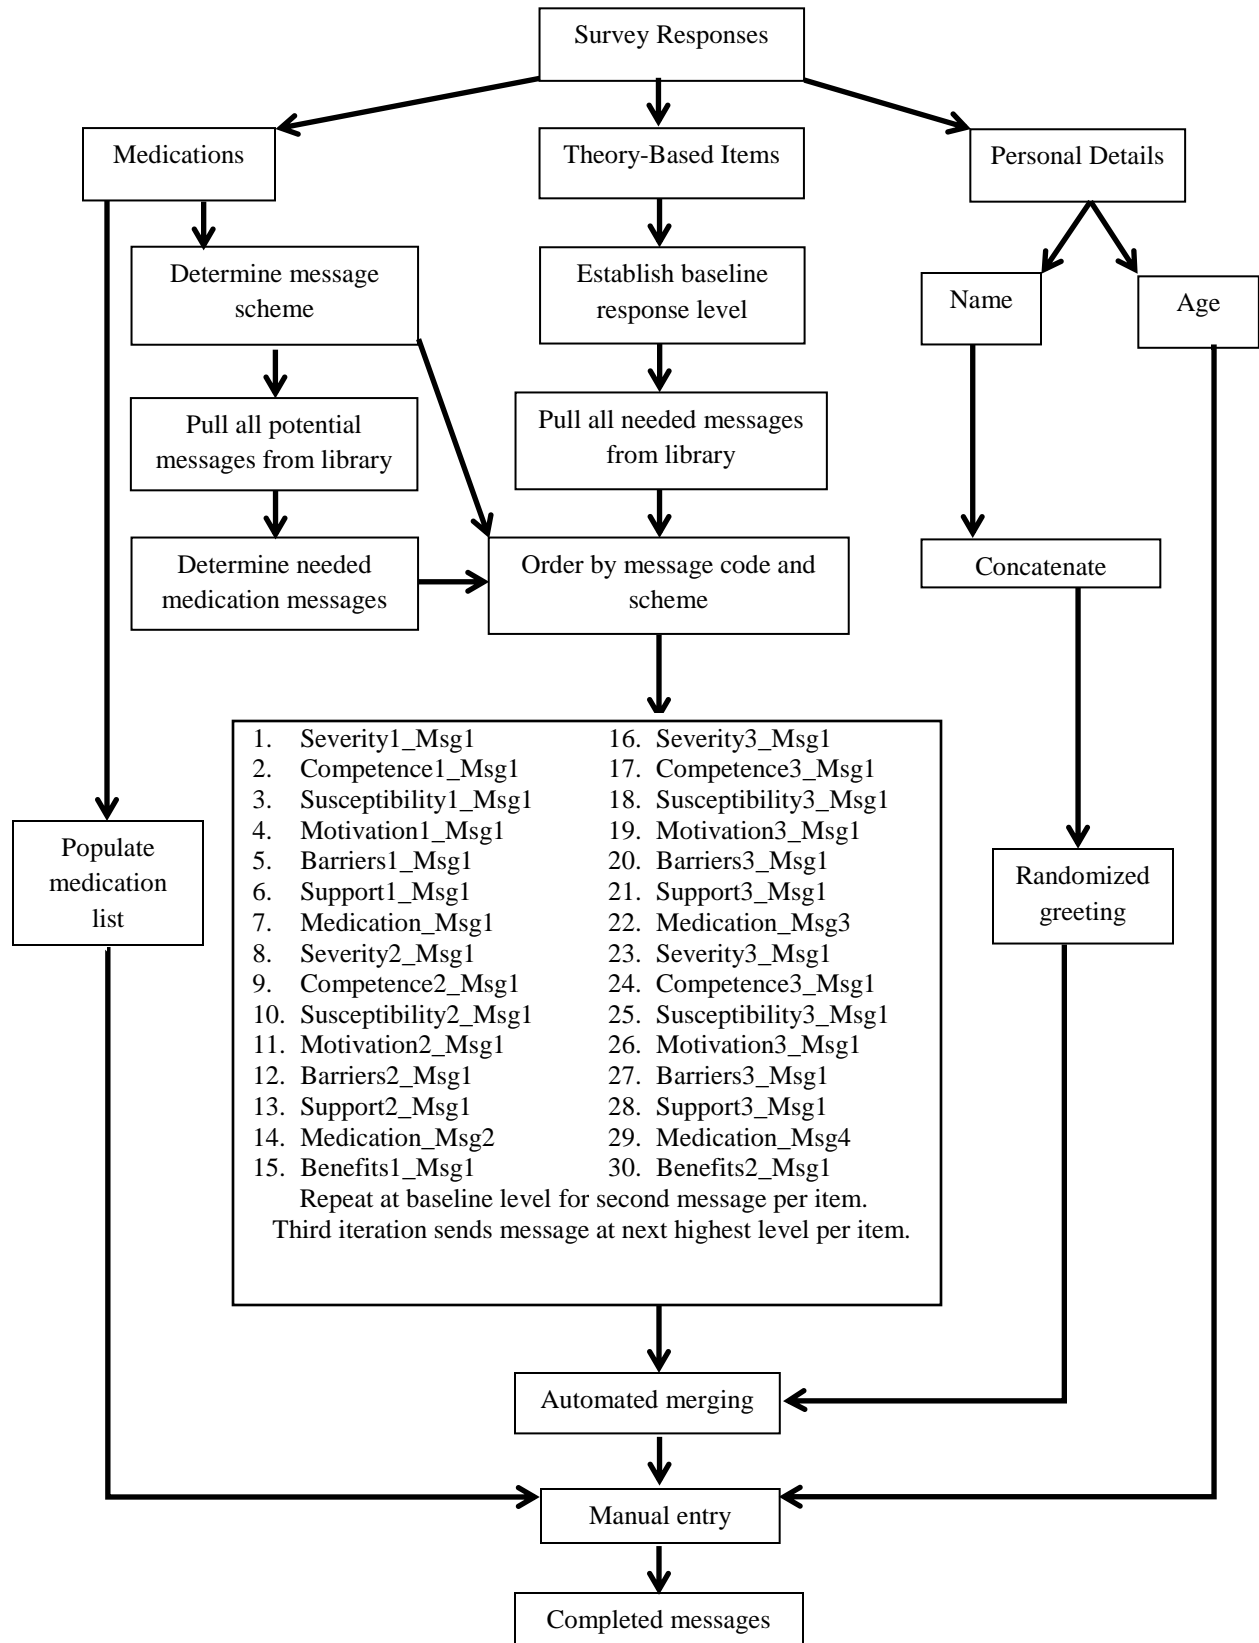 Survey Responses
Medications
Theory-Based Items
Personal Details
Determine message
scheme
Establish baseline
response level
Name
Age
Pull all potential
messages from library
Pull all needed messages
from library
Determine needed
medication messages
Order by message code and
scheme
Concatenate
1. Severity1_Msg1
2. Competence1_Msg1
3. Susceptibility1_Msg1
4. Motivation1_Msg1
5. Barriers1_Msg1
6. Support1_Msg1
7. Medication_Msg1
8. Severity2_Msg1
9. Competence2_Msg1
10. Susceptibility2_Msg1
11. Motivation2_Msg1
12. Barriers2_Msg1
13. Support2_Msg1
14. Medication_Msg2
15. Benefits1_Msg1
16. Severity3_Msg1
17. Competence3_Msg1
18. Susceptibility3_Msg1
19. Motivation3_Msg1
20. Barriers3_Msg1
21. Support3_Msg1
22. Medication_Msg3
23. Severity3_Msg1
24. Competence3_Msg1
25. Susceptibility3_Msg1
26. Motivation3_Msg1
27. Barriers3_Msg1
28. Support3_Msg1
29. Medication_Msg4
30. Benefits2_Msg1
Repeat at baseline level for second message per item.
Third iteration sends message at next highest level per item.
Populate
medication
list
Randomized
greeting
Automated merging
Manual entry
Completed messages